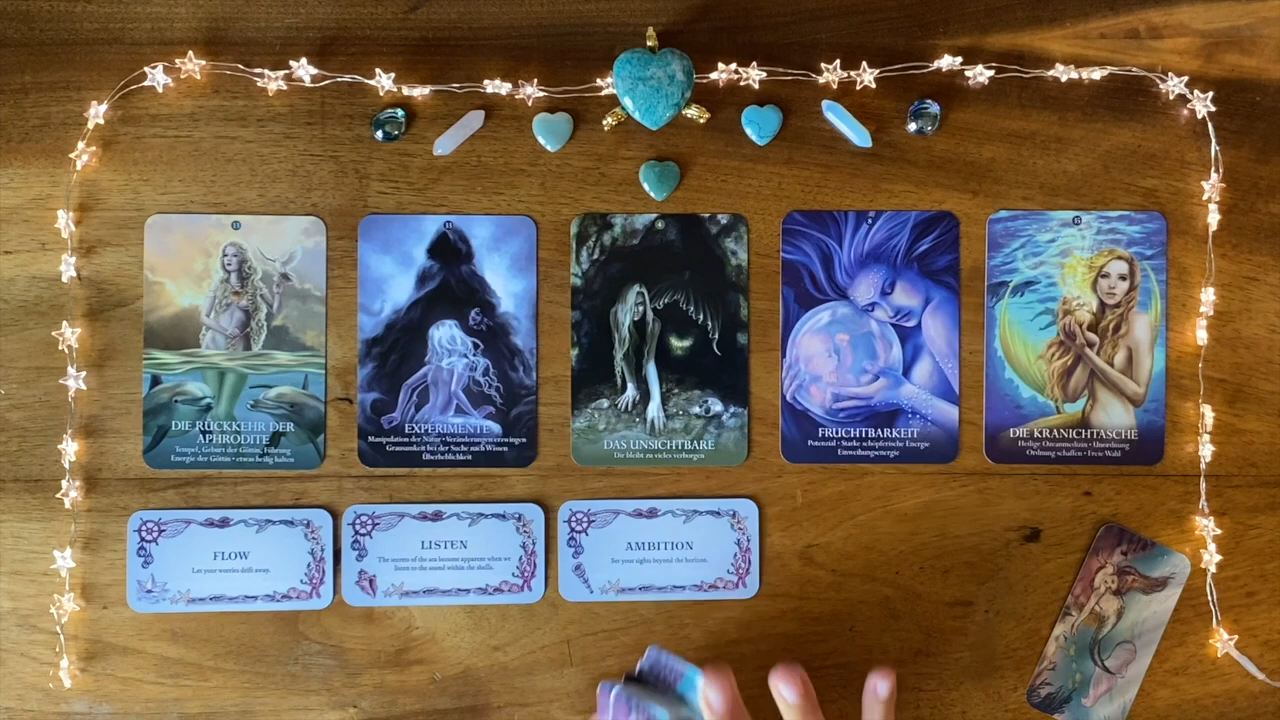 11
DIE RÜCKKEHR DER
APHRODITE
Tempel, Geburt der Göttin, Führung
Energie der Göttin • etwas heilig halten
EXPERIMENTE
Manipulation der Natur • Veränderungen erzwingen
Grausamkeit bei der Suche nach Wissen
Überheblichkeit
DAS UNSICHTBARE
Dir bleibt zu vieles verborgen
8
FRUCHTBARKEIT
Potenzial • Starke schöpferische Energie
Einweihungsenergie
DIE KRANICHTASCHE
Heilige Ozeanmedizin • Unordnung
Ordnung schaffen • Freie Wahl
FLOW
Let your worries drift away.
LISTEN
The secrets of the sea become apparent when we
listen to the sound within the shells.
AMBITION
Set your sights beyond the horizon.